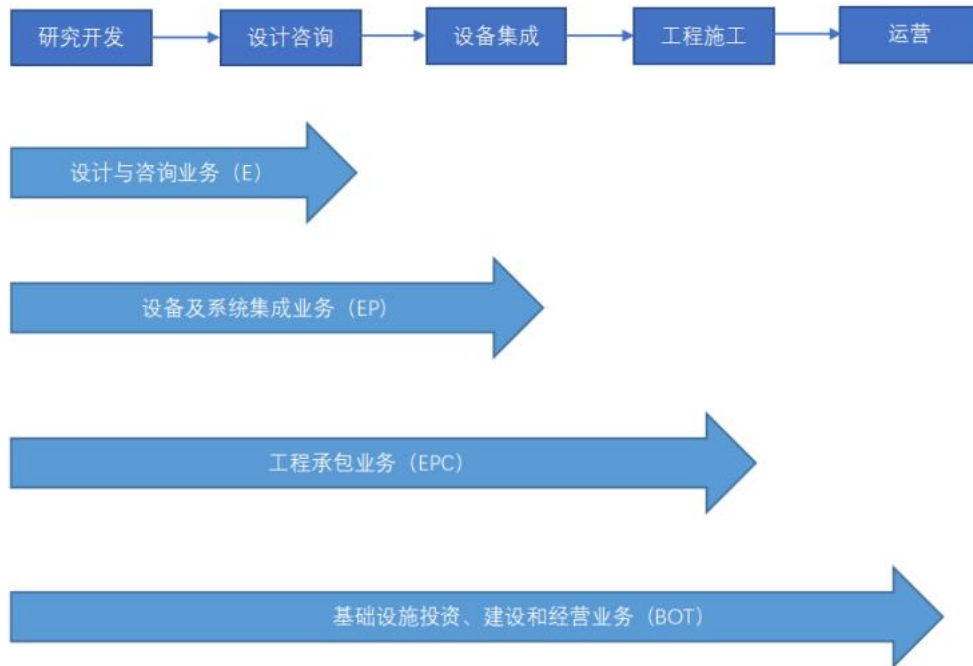 研究开发
设计咨询
设备集成
工程施工
运营
设计与咨询业务（E）
设备及系统集成业务（EP）
工程承包业务（EPC）
基础设施投资、建设和经营业务（BOT）